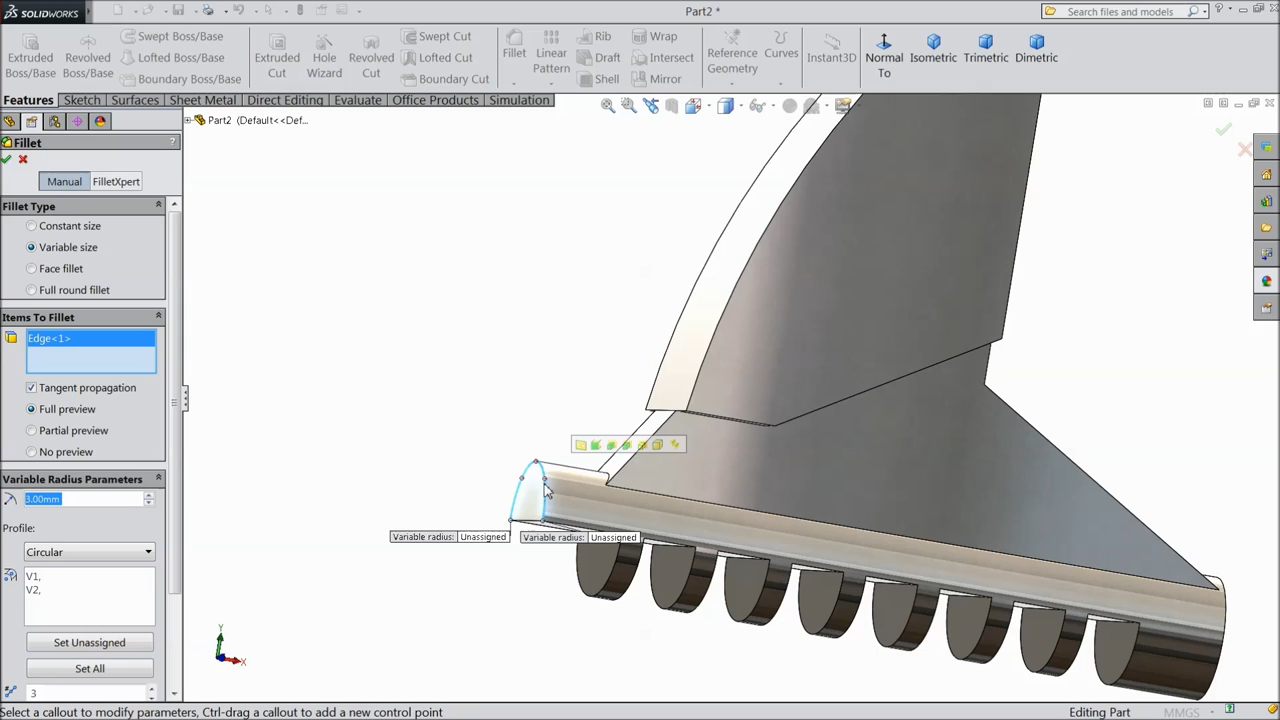 SOLIDWORKS
Part2 *
Search files and models
Extruded Boss/Base
Revolved Boss/Base
Swept Boss/Base
Lofted Boss/Base
Boundary Boss/Base
Extruded Cut
Hole Wizard
Revolved Cut
Swept Cut
Lofted Cut
Boundary Cut
Fillet
Linear Pattern
Rib
Draft
Shell
Wrap
Intersect
Mirror
Reference Geometry
Curves
Instant3D
Normal To
Isometric
Trimetric
Dimetric
Features
Sketch
Surfaces
Sheet Metal
Direct Editing
Evaluate
Office Products
Simulation
Part2 (Default<<Def...
Fillet
?
Manual
FilletXpert
Fillet Type
Constant size
Variable size
Face fillet
Full round fillet
Items To Fillet
Edge<1>
Tangent propagation
Full preview
Partial preview
No preview
Variable Radius Parameters
3.00mm
Profile:
Circular
V1,
V2,
Set Unassigned
Set All
3
Variable radius: Unassigned
Variable radius: Unassigned
Y
X
Select a callout to modify parameters, Ctrl-drag a callout to add a new control point
Editing Part
MMGS